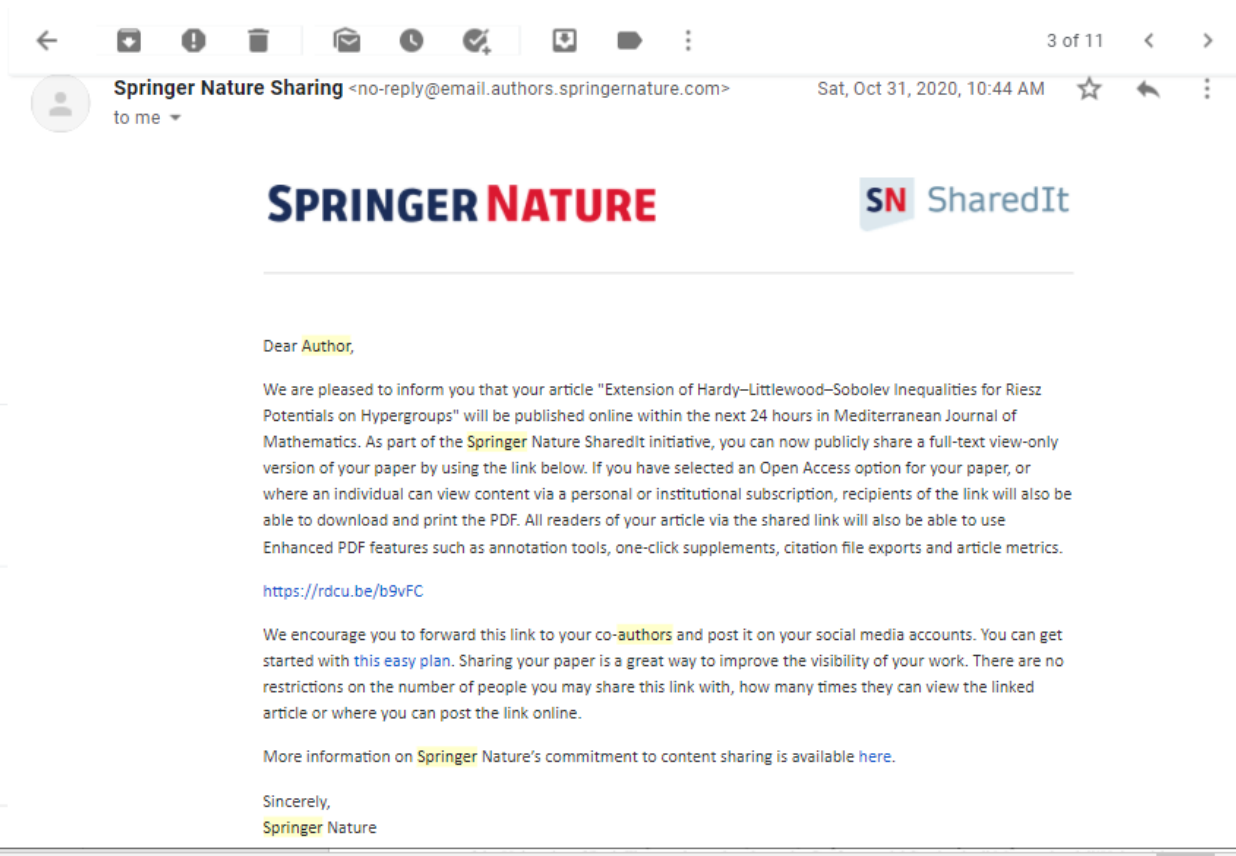 3 of 11
Springer Nature Sharing <no-reply@email.authors.springernature.com> Sat, Oct 31, 2020, 10:44 AM
to me
SPRINGER NATURE SN SharedIt
Dear Author,
We are pleased to inform you that your article "Extension of Hardy–Littlewood–Sobolev Inequalities for Riesz
Potentials on Hypergroups" will be published online within the next 24 hours in Mediterranean Journal of
Mathematics. As part of the Springer Nature SharedIt initiative, you can now publicly share a full-text view-only
version of your paper by using the link below. If you have selected an Open Access option for your paper, or
where an individual can view content via a personal or institutional subscription, recipients of the link will also be
able to download and print the PDF. All readers of your article via the shared link will also be able to use
Enhanced PDF features such as annotation tools, one-click supplements, citation file exports and article metrics.
https://rdcu.be/b9vFC
We encourage you to forward this link to your co-authors and post it on your social media accounts. You can get
started with this easy plan. Sharing your paper is a great way to improve the visibility of your work. There are no
restrictions on the number of people you may share this link with, how many times they can view the linked
article or where you can post the link online.
More information on Springer Nature’s commitment to content sharing is available here.
Sincerely,
Springer Nature